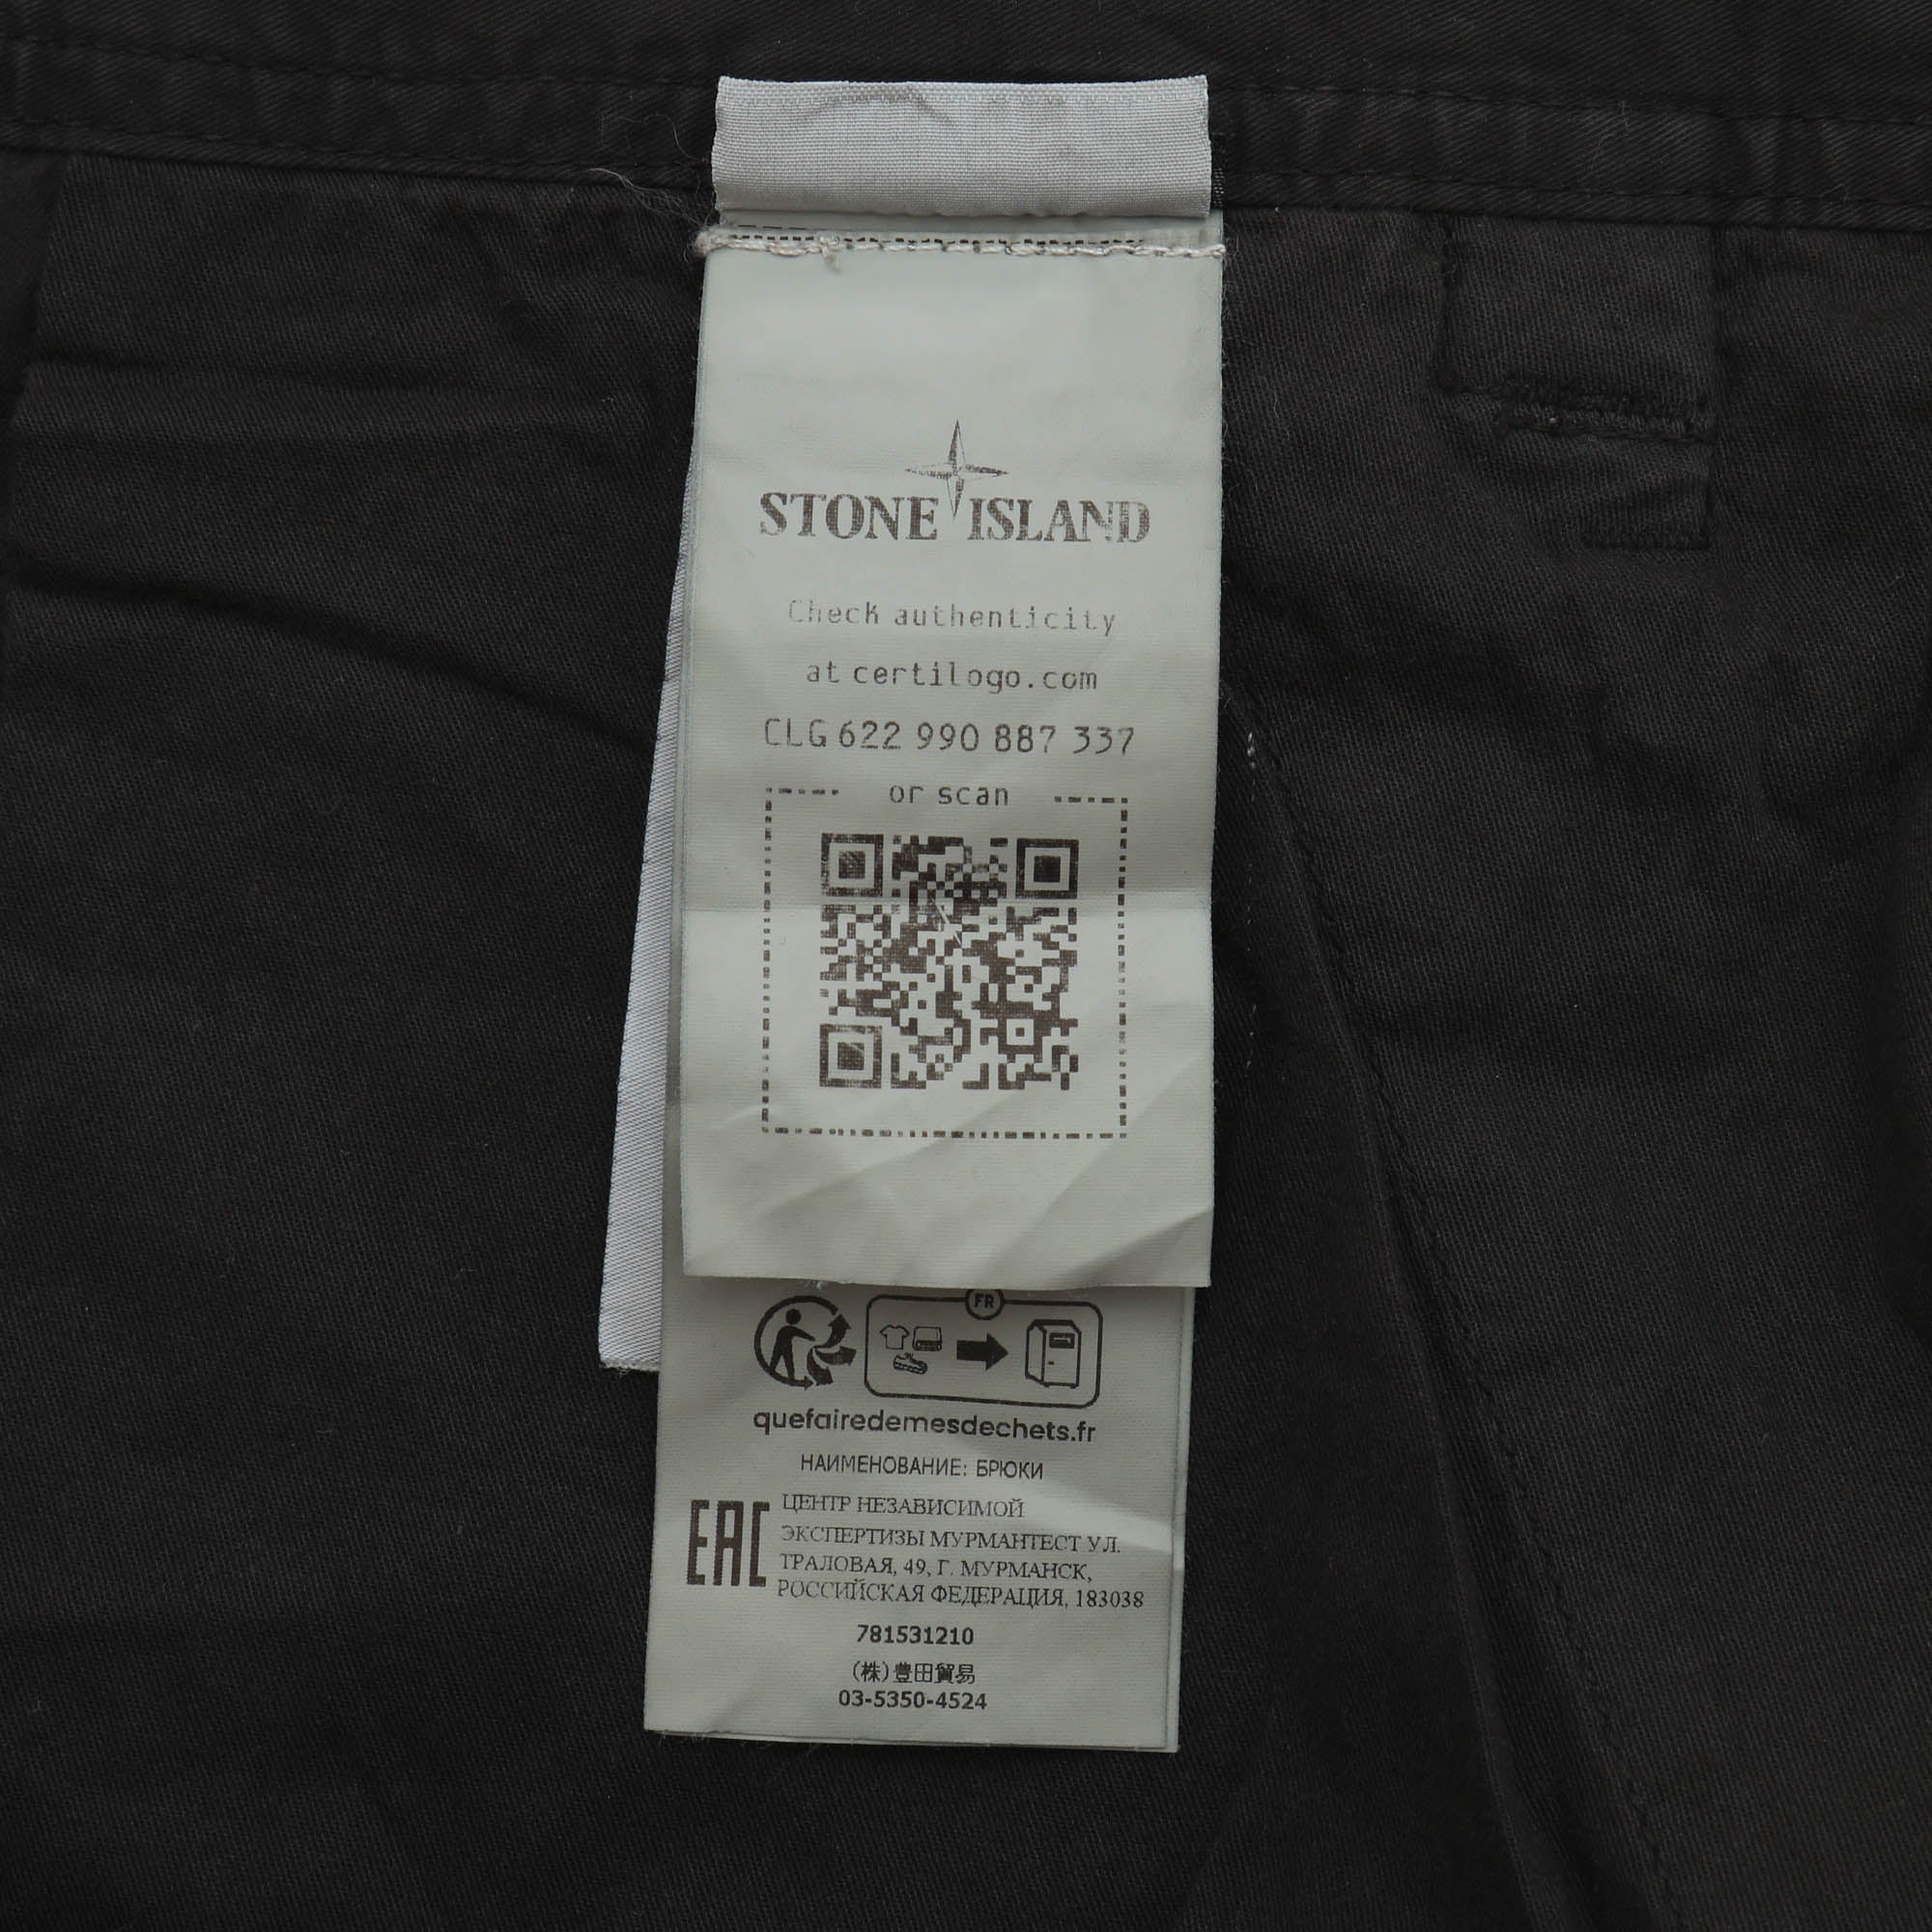 STONE ISLAND
Check authenticity
at certilogo.com
CLG 622 990 887 337
or scan
FR
quefairedemesdechets.fr
НАИМЕНОВАНИЕ: БРЮКИ
EAC
ЦЕНТР НЕЗАВИСИМОЙ
ЭКСПЕРТИЗЫ МУРМАНТЕСТ УЛ.
ТРАЛОВАЯ, 49, Г. МУРМАНСК,
РОССИЙСКАЯ ФЕДЕРАЦИЯ, 183038
781531210
(株)豊田貿易
03-5350-4524